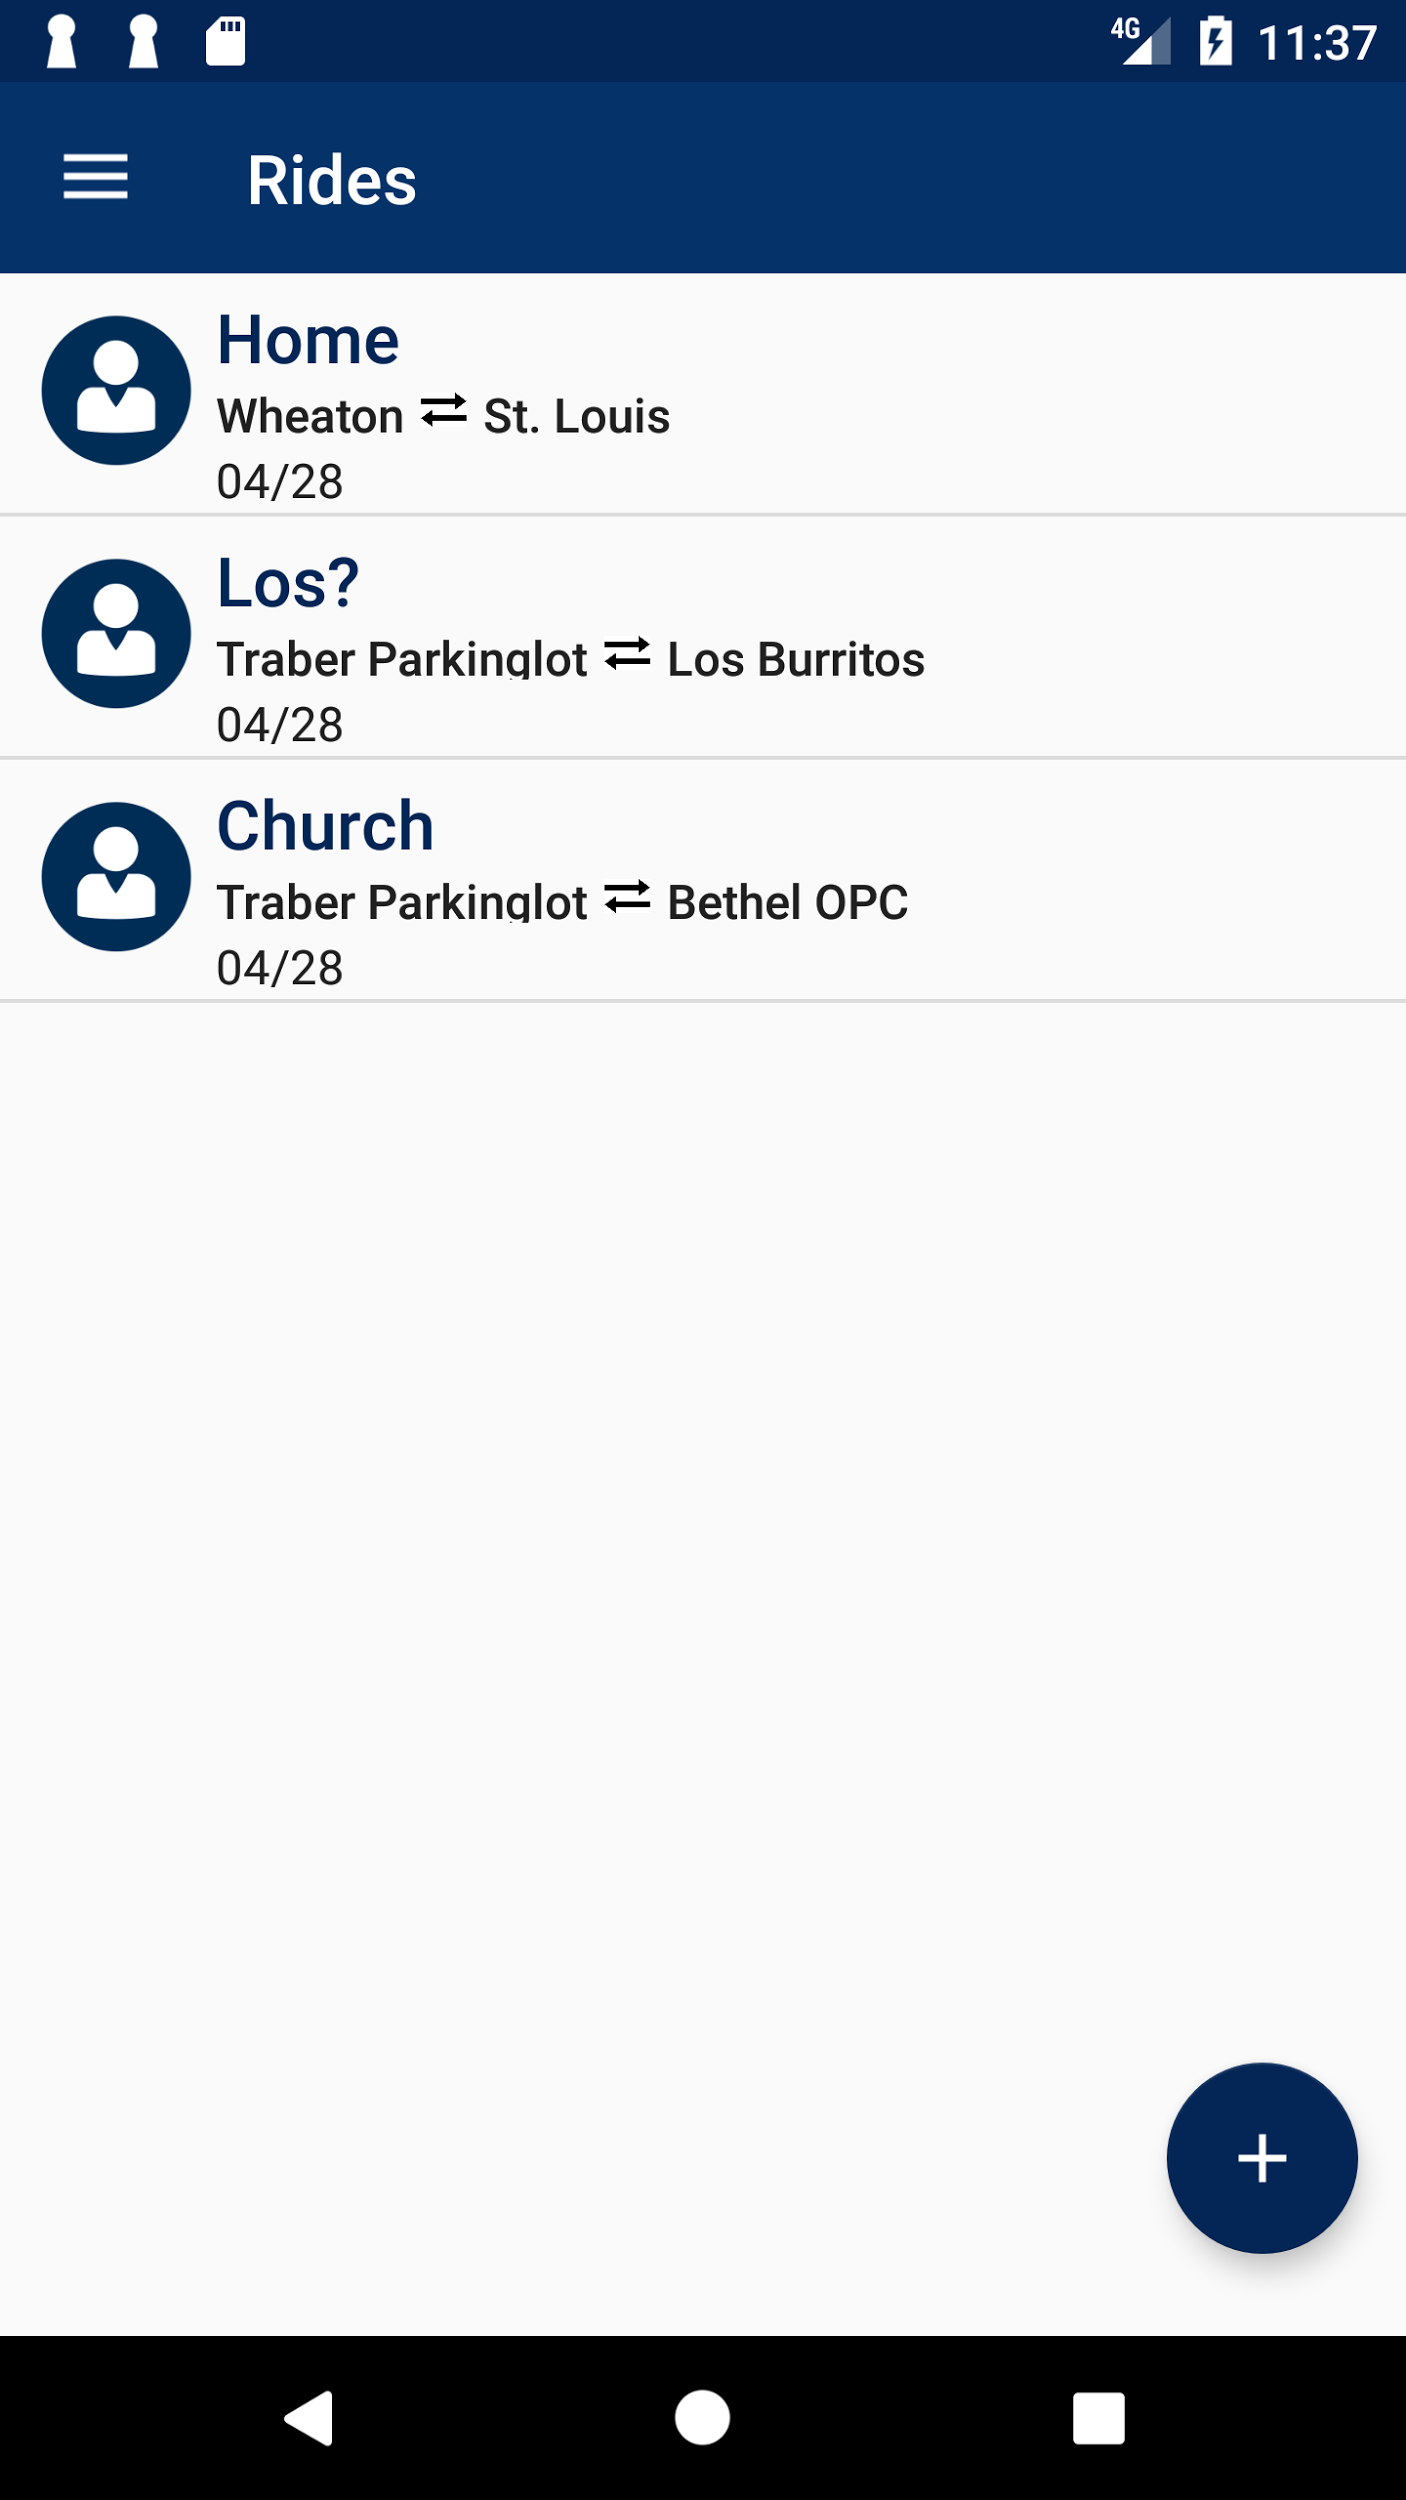 4G 11:37
Rides
Home
Wheaton ⇄ St. Louis
04/28
Los?
Traber Parkinglot ⇄ Los Burritos
04/28
Church
Traber Parkinglot ⇄ Bethel OPC
04/28
+